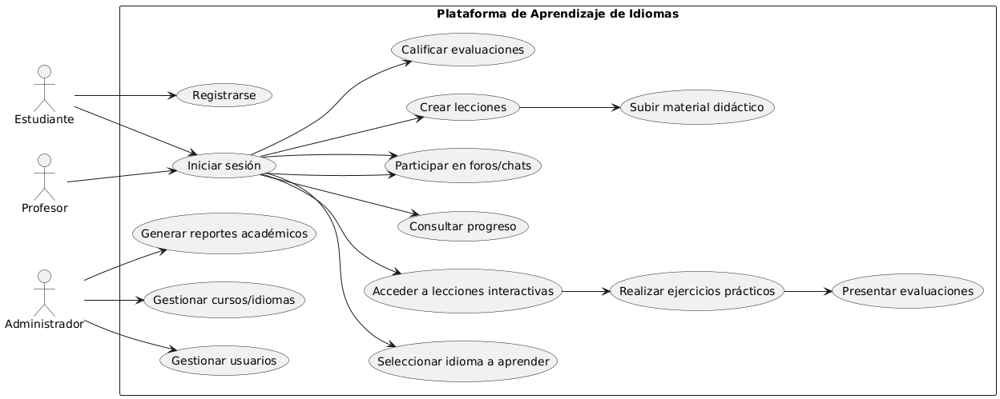 Plataforma de Aprendizaje de Idiomas
Calificar evaluaciones
Registrarse
Crear lecciones
Subir material didáctico
Estudiante
Iniciar sesión
Participar en foros/chats
Profesor
Consultar progreso
Generar reportes académicos
Acceder a lecciones interactivas
Realizar ejercicios prácticos
Presentar evaluaciones
Gestionar cursos/idiomas
Administrador
Gestionar usuarios
Seleccionar idioma a aprender